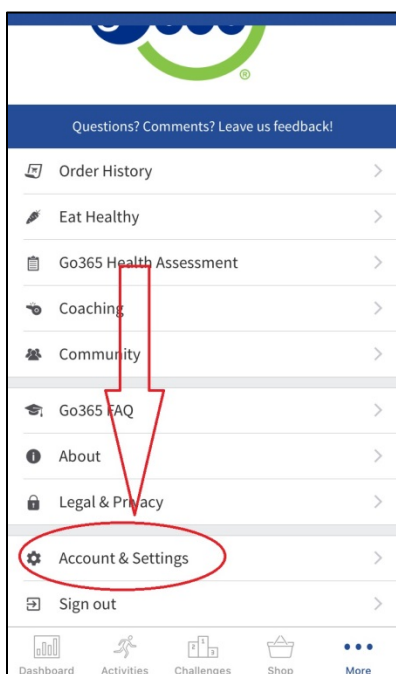 ®
Questions? Comments? Leave us feedback!
Order History
Eat Healthy
Go365 Health Assessment
Coaching
Community
Go365 FAQ
About
Legal & Privacy
Account & Settings
Sign out
Dashboard Activities Challenges Shop More